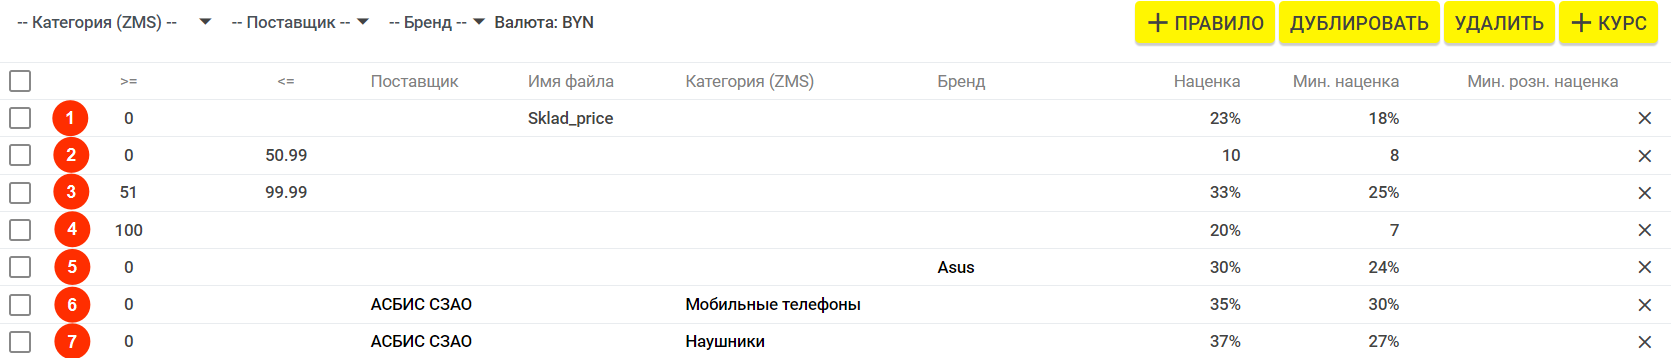 -- Категория (ZMS) -- -- Поставщик -- -- Бренд -- Валюта: BYN + ПРАВИЛО ДУБЛИРОВАТЬ УДАЛИТЬ + КУРС
>= <= Поставщик Имя файла Категория (ZMS) Бренд Наценка Мин. наценка Мин. розн. наценка
1 0 Sklad_price 23% 18%
2 0 50.99 10 8
3 51 99.99 33% 25%
4 100 20% 7
5 0 Asus 30% 24%
6 0 АСБИС СЗАО Мобильные телефоны 35% 30%
7 0 АСБИС СЗАО Наушники 37% 27%